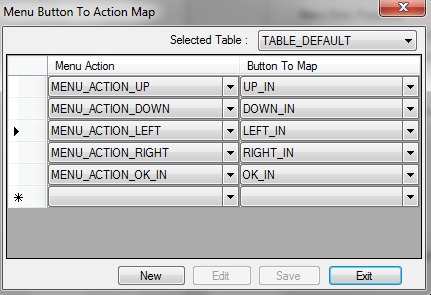 Menu Button To Action Map
Selected Table : TABLE_DEFAULT
Menu Action Button To Map
MENU_ACTION_UP UP_IN
MENU_ACTION_DOWN DOWN_IN
MENU_ACTION_LEFT LEFT_IN
MENU_ACTION_RIGHT RIGHT_IN
MENU_ACTION_OK_IN OK_IN
New Edit Save Exit